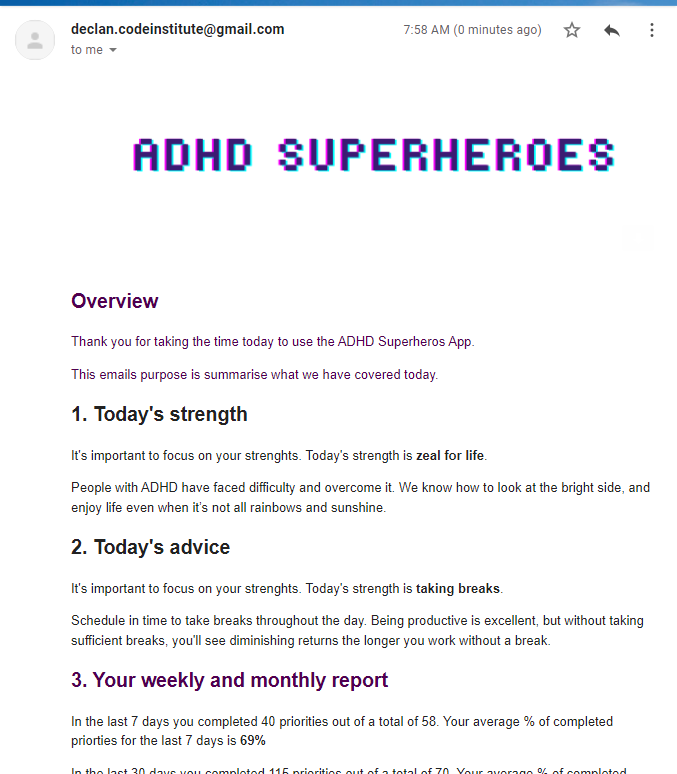 declan.codeinstitute@gmail.com 7:58 AM (0 minutes ago)
to me
ADHD SUPERHEROES
Overview
Thank you for taking the time today to use the ADHD Superheros App.
This emails purpose is summarise what we have covered today.
1. Today's strength
It's important to focus on your strenghts. Today's strength is zeal for life.
People with ADHD have faced difficulty and overcome it. We know how to look at the bright side, and
enjoy life even when it's not all rainbows and sunshine.
2. Today's advice
It's important to focus on your strenghts. Today's strength is taking breaks.
Schedule in time to take breaks throughout the day. Being productive is excellent, but without taking
sufficient breaks, you'll see diminishing returns the longer you work without a break.
3. Your weekly and monthly report
In the last 7 days you completed 40 priorities out of a total of 58. Your average % of completed
priorties for the last 7 days is 69%
In the last 30 days you completed 115 priorities out of a total of 70. Your average % of completed